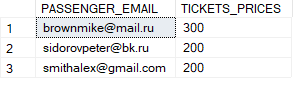 PASSENGER_EMAIL TICKETS_PRICES
1 brownmike@mail.ru 300
2 sidorovpeter@bk.ru 200
3 smithalex@gmail.com 200